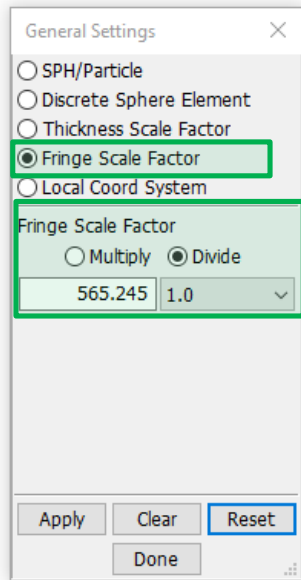 General Settings
SPH/Particle
Discrete Sphere Element
Thickness Scale Factor
Fringe Scale Factor
Local Coord System
Fringe Scale Factor
Multiply Divide
565.245 1.0
Apply Clear Reset
Done